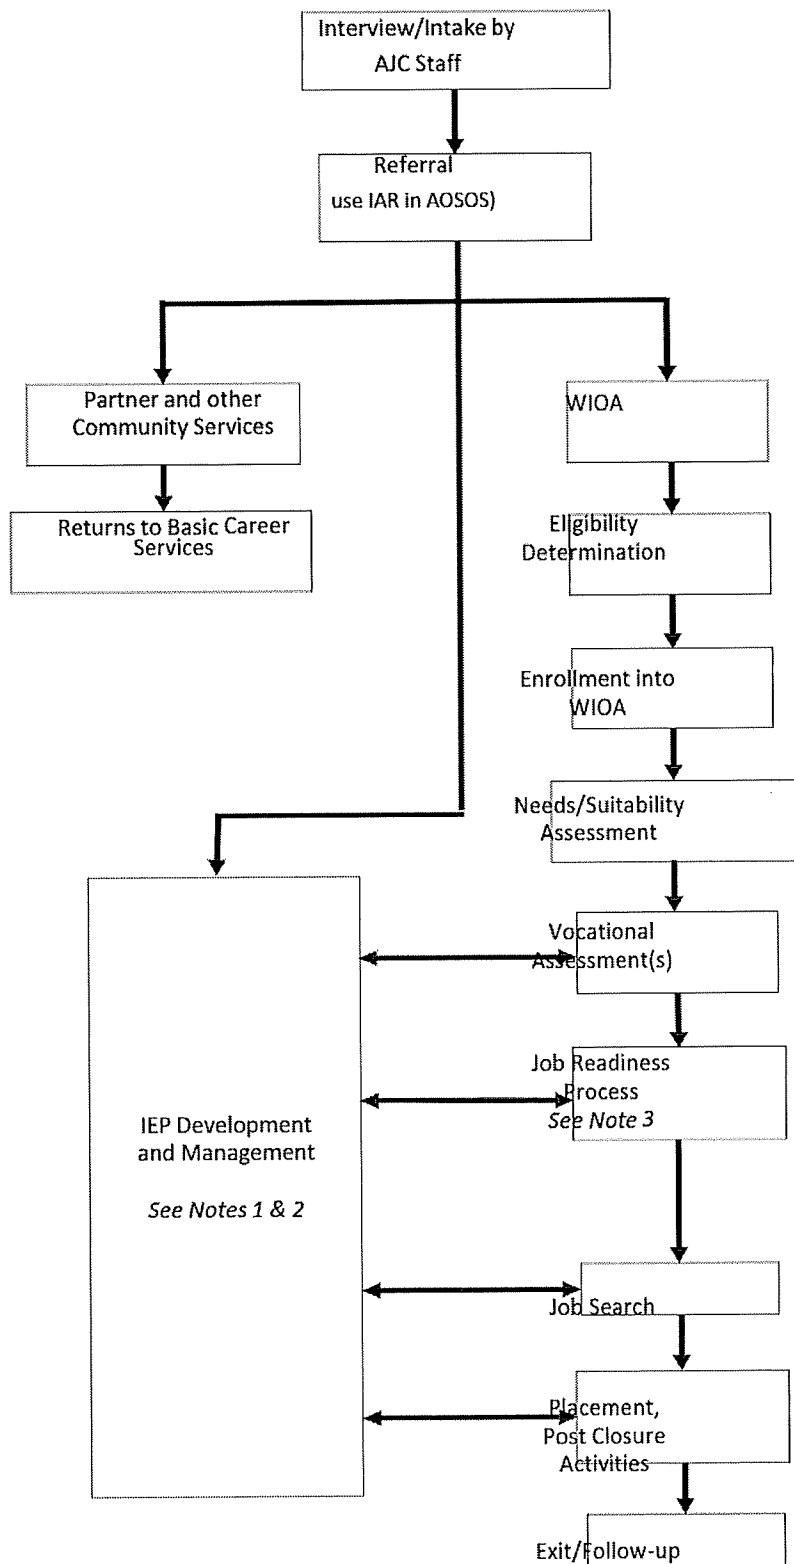 Interview/Intake by
AJC Staff
Referral
use IAR in AOSOS)
Partner and other
Community Services
Returns to Basic Career
Services
WIOA
Eligibility
Determination
Enrollment into
WIOA
Needs/Suitability
Assessment
Vocational
Assessment(s)
Job Readiness
Process
See Note 3
IEP Development
and Management
See Notes 1 & 2
Job Search
Placement,
Post Closure
Activities
Exit/Follow-up